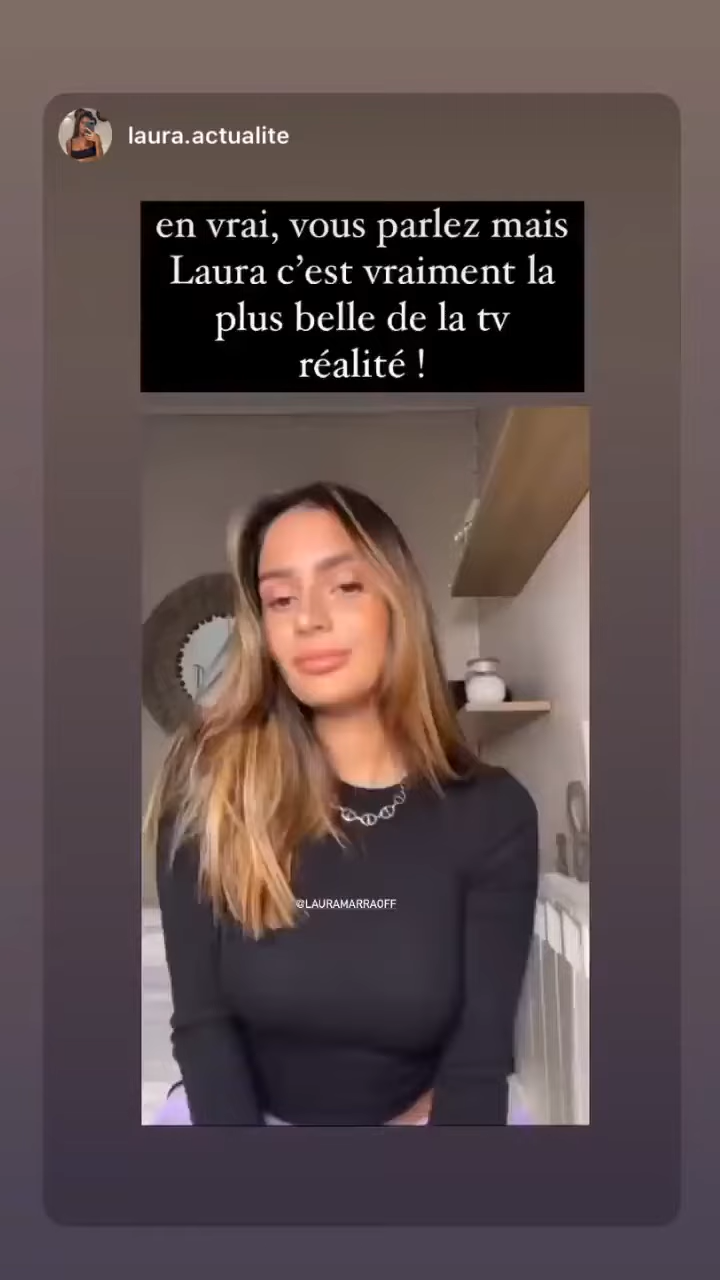 laura.actualite
en vrai, vous parlez mais
Laura c’est vraiment la
plus belle de la tv
réalité !
@LAURAMARRAOFF